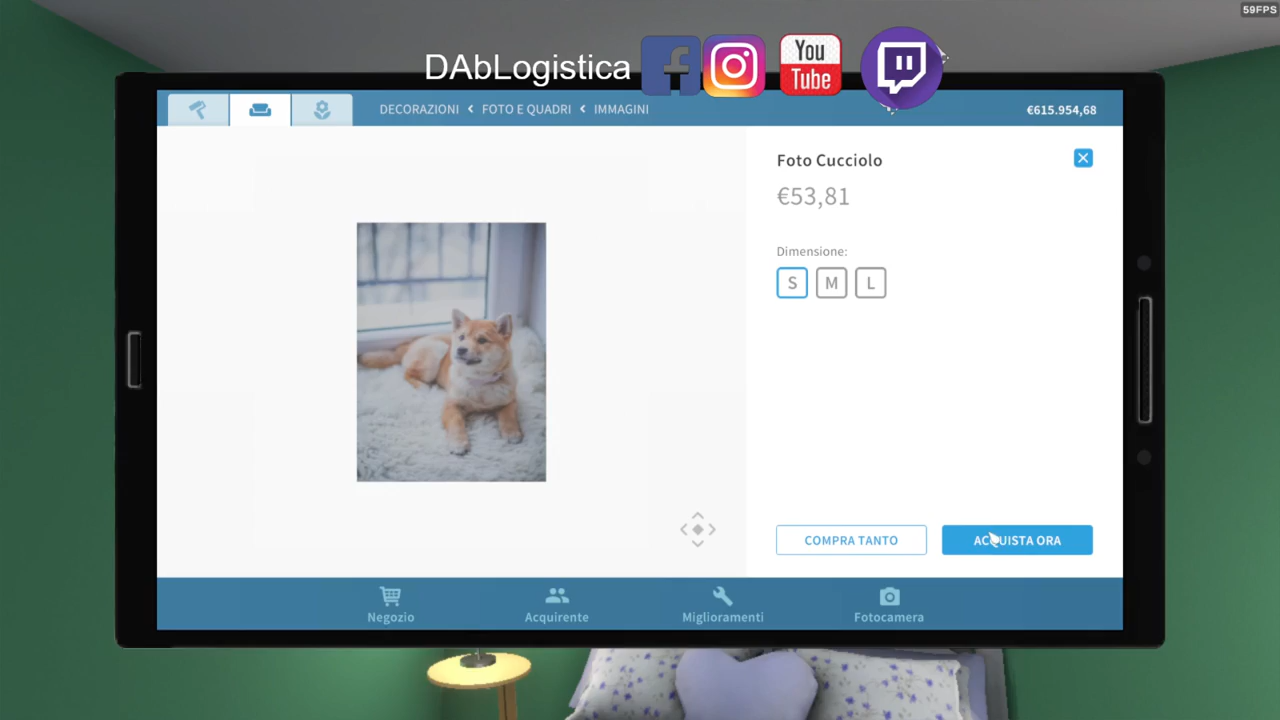 59FPS
DAbLogistica
f
You
Tube
DECORAZIONI < FOTO E QUADRI < IMMAGINI
€615.954,68
Foto Cucciolo
€53,81
Dimensione:
S M L
COMPRA TANTO
ACQUISTA ORA
Negozio
Acquirente
Miglioramenti
Fotocamera